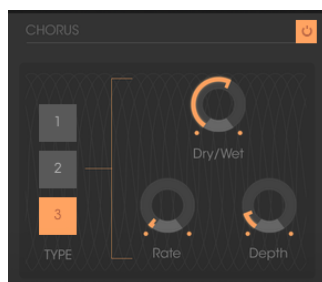 CHORUS
1
2
3
TYPE
Dry/Wet
Rate
Depth